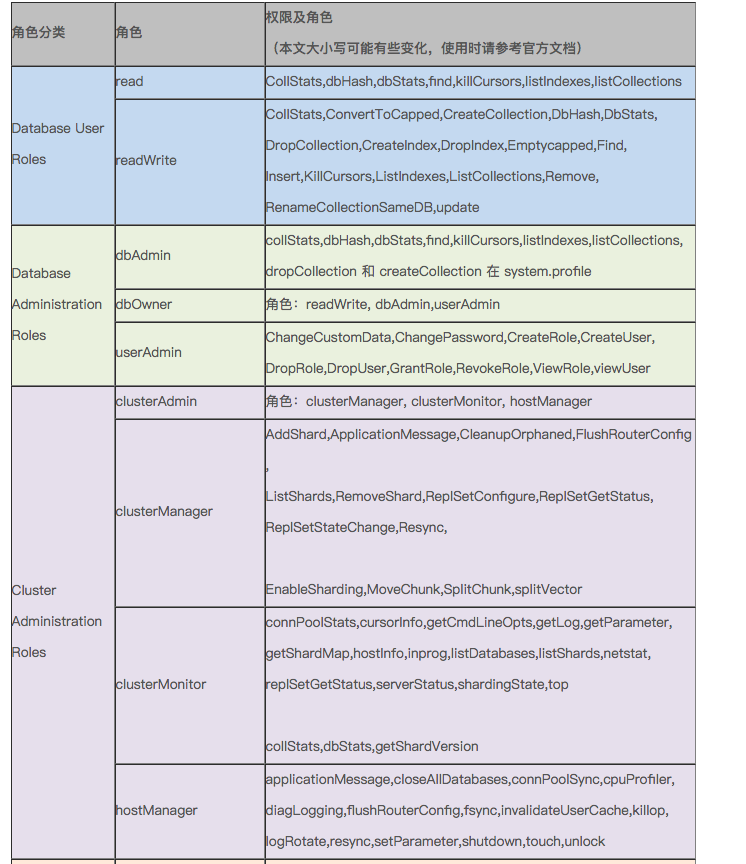 角色分类
角色
权限及角色
（本文大小写可能有些变化，使用时请参考官方文档）
Database User
Roles
read
CollStats,dbHash,dbStats,find,killCursors,listIndexes,listCollections
readWrite
CollStats,ConvertToCapped,CreateCollection,DbHash,DbStats,
DropCollection,CreateIndex,DropIndex,Emptycapped,Find,
Insert,KillCursors,ListIndexes,ListCollections,Remove,
RenameCollectionSameDB,update
Database
Administration
Roles
dbAdmin
collStats,dbHash,dbStats,find,killCursors,listIndexes,listCollections,
dropCollection 和 createCollection 在 system.profile
dbOwner
角色：readWrite, dbAdmin,userAdmin
userAdmin
ChangeCustomData,ChangePassword,CreateRole,CreateUser,
DropRole,DropUser,GrantRole,RevokeRole,ViewRole,viewUser
Cluster
Administration
Roles
clusterAdmin
角色：clusterManager, clusterMonitor, hostManager
clusterManager
AddShard,ApplicationMessage,CleanupOrphaned,FlushRouterConfig
,
ListShards,RemoveShard,ReplSetConfigure,ReplSetGetStatus,
ReplSetStateChange,Resync,
EnableSharding,MoveChunk,SplitChunk,splitVector
clusterMonitor
connPoolStats,cursorInfo,getCmdLineOpts,getLog,getParameter,
getShardMap,hostInfo,inprog,listDatabases,listShards,netstat,
replSetGetStatus,serverStatus,shardingState,top
collStats,dbStats,getShardVersion
hostManager
applicationMessage,closeAllDatabases,connPoolSync,cpuProfiler,
diagLogging,flushRouterConfig,fsync,invalidateUserCache,killop,
logRotate,resync,setParameter,shutdown,touch,unlock